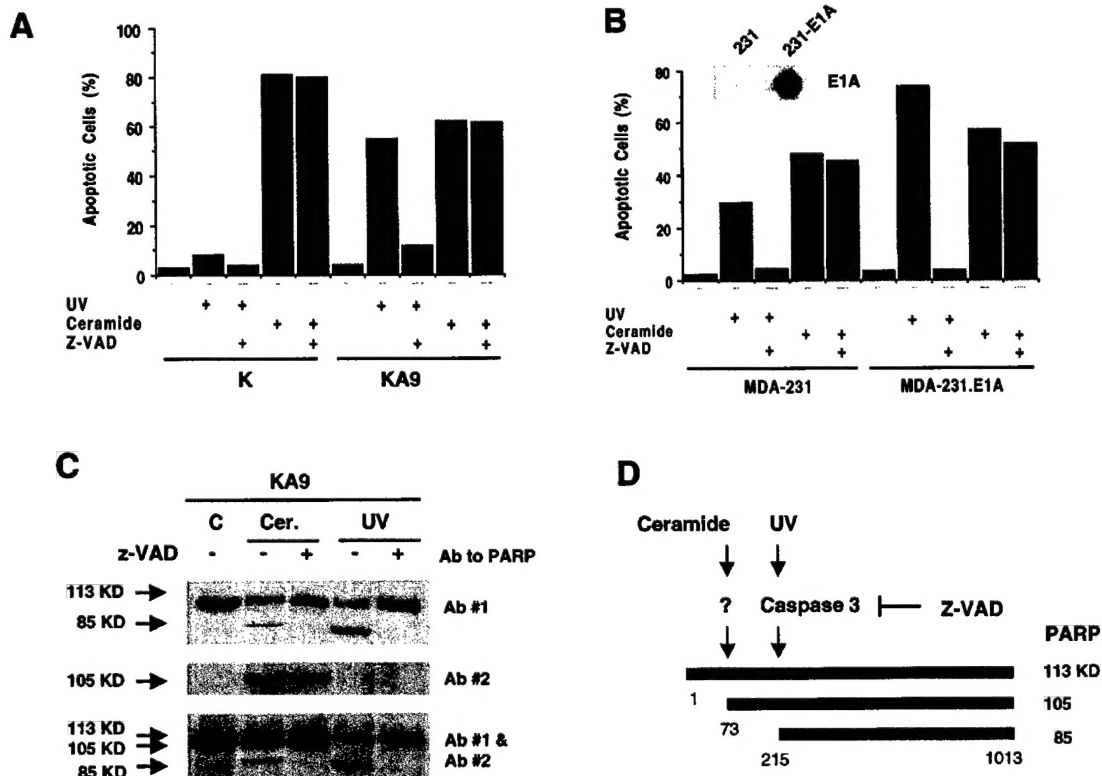 A
100
80
60
40
20
0
Apoptotic Cells (%)
UV + + + +
Ceramide + + + +
Z-VAD + + + +
K KA9
B
231 231-E1A
E1A
80
60
40
20
0
Apoptotic Cells (%)
UV + + + +
Ceramide + + + +
Z-VAD + + + +
MDA-231 MDA-231.E1A
C
KA9
C Cer. UV
z-VAD - - + - + Ab to PARP
113 KD
85 KD
Ab #1
105 KD
Ab #2
113 KD
105 KD
85 KD
Ab #1 &
Ab #2
D
Ceramide UV
? Caspase 3 Z-VAD
PARP
113 KD
1
105
73
85
215 1013